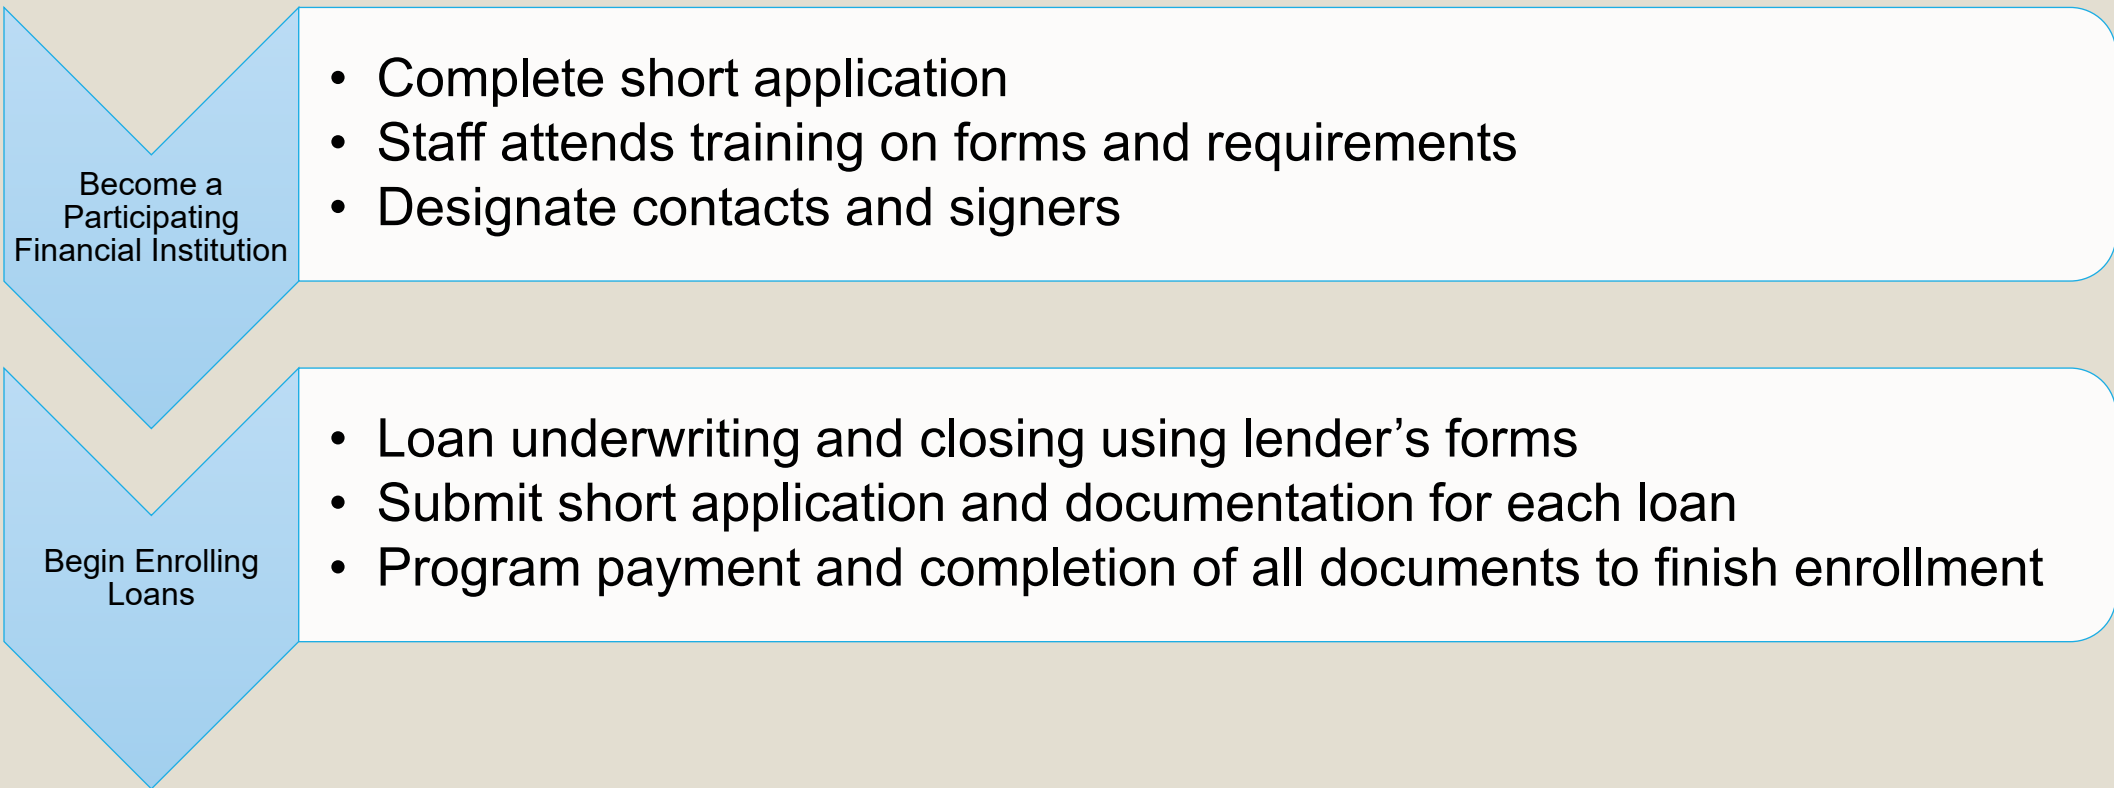 Become a
Participating
Financial Institution
• Complete short application
• Staff attends training on forms and requirements
• Designate contacts and signers
Begin Enrolling
Loans
• Loan underwriting and closing using lender’s forms
• Submit short application and documentation for each loan
• Program payment and completion of all documents to finish enrollment